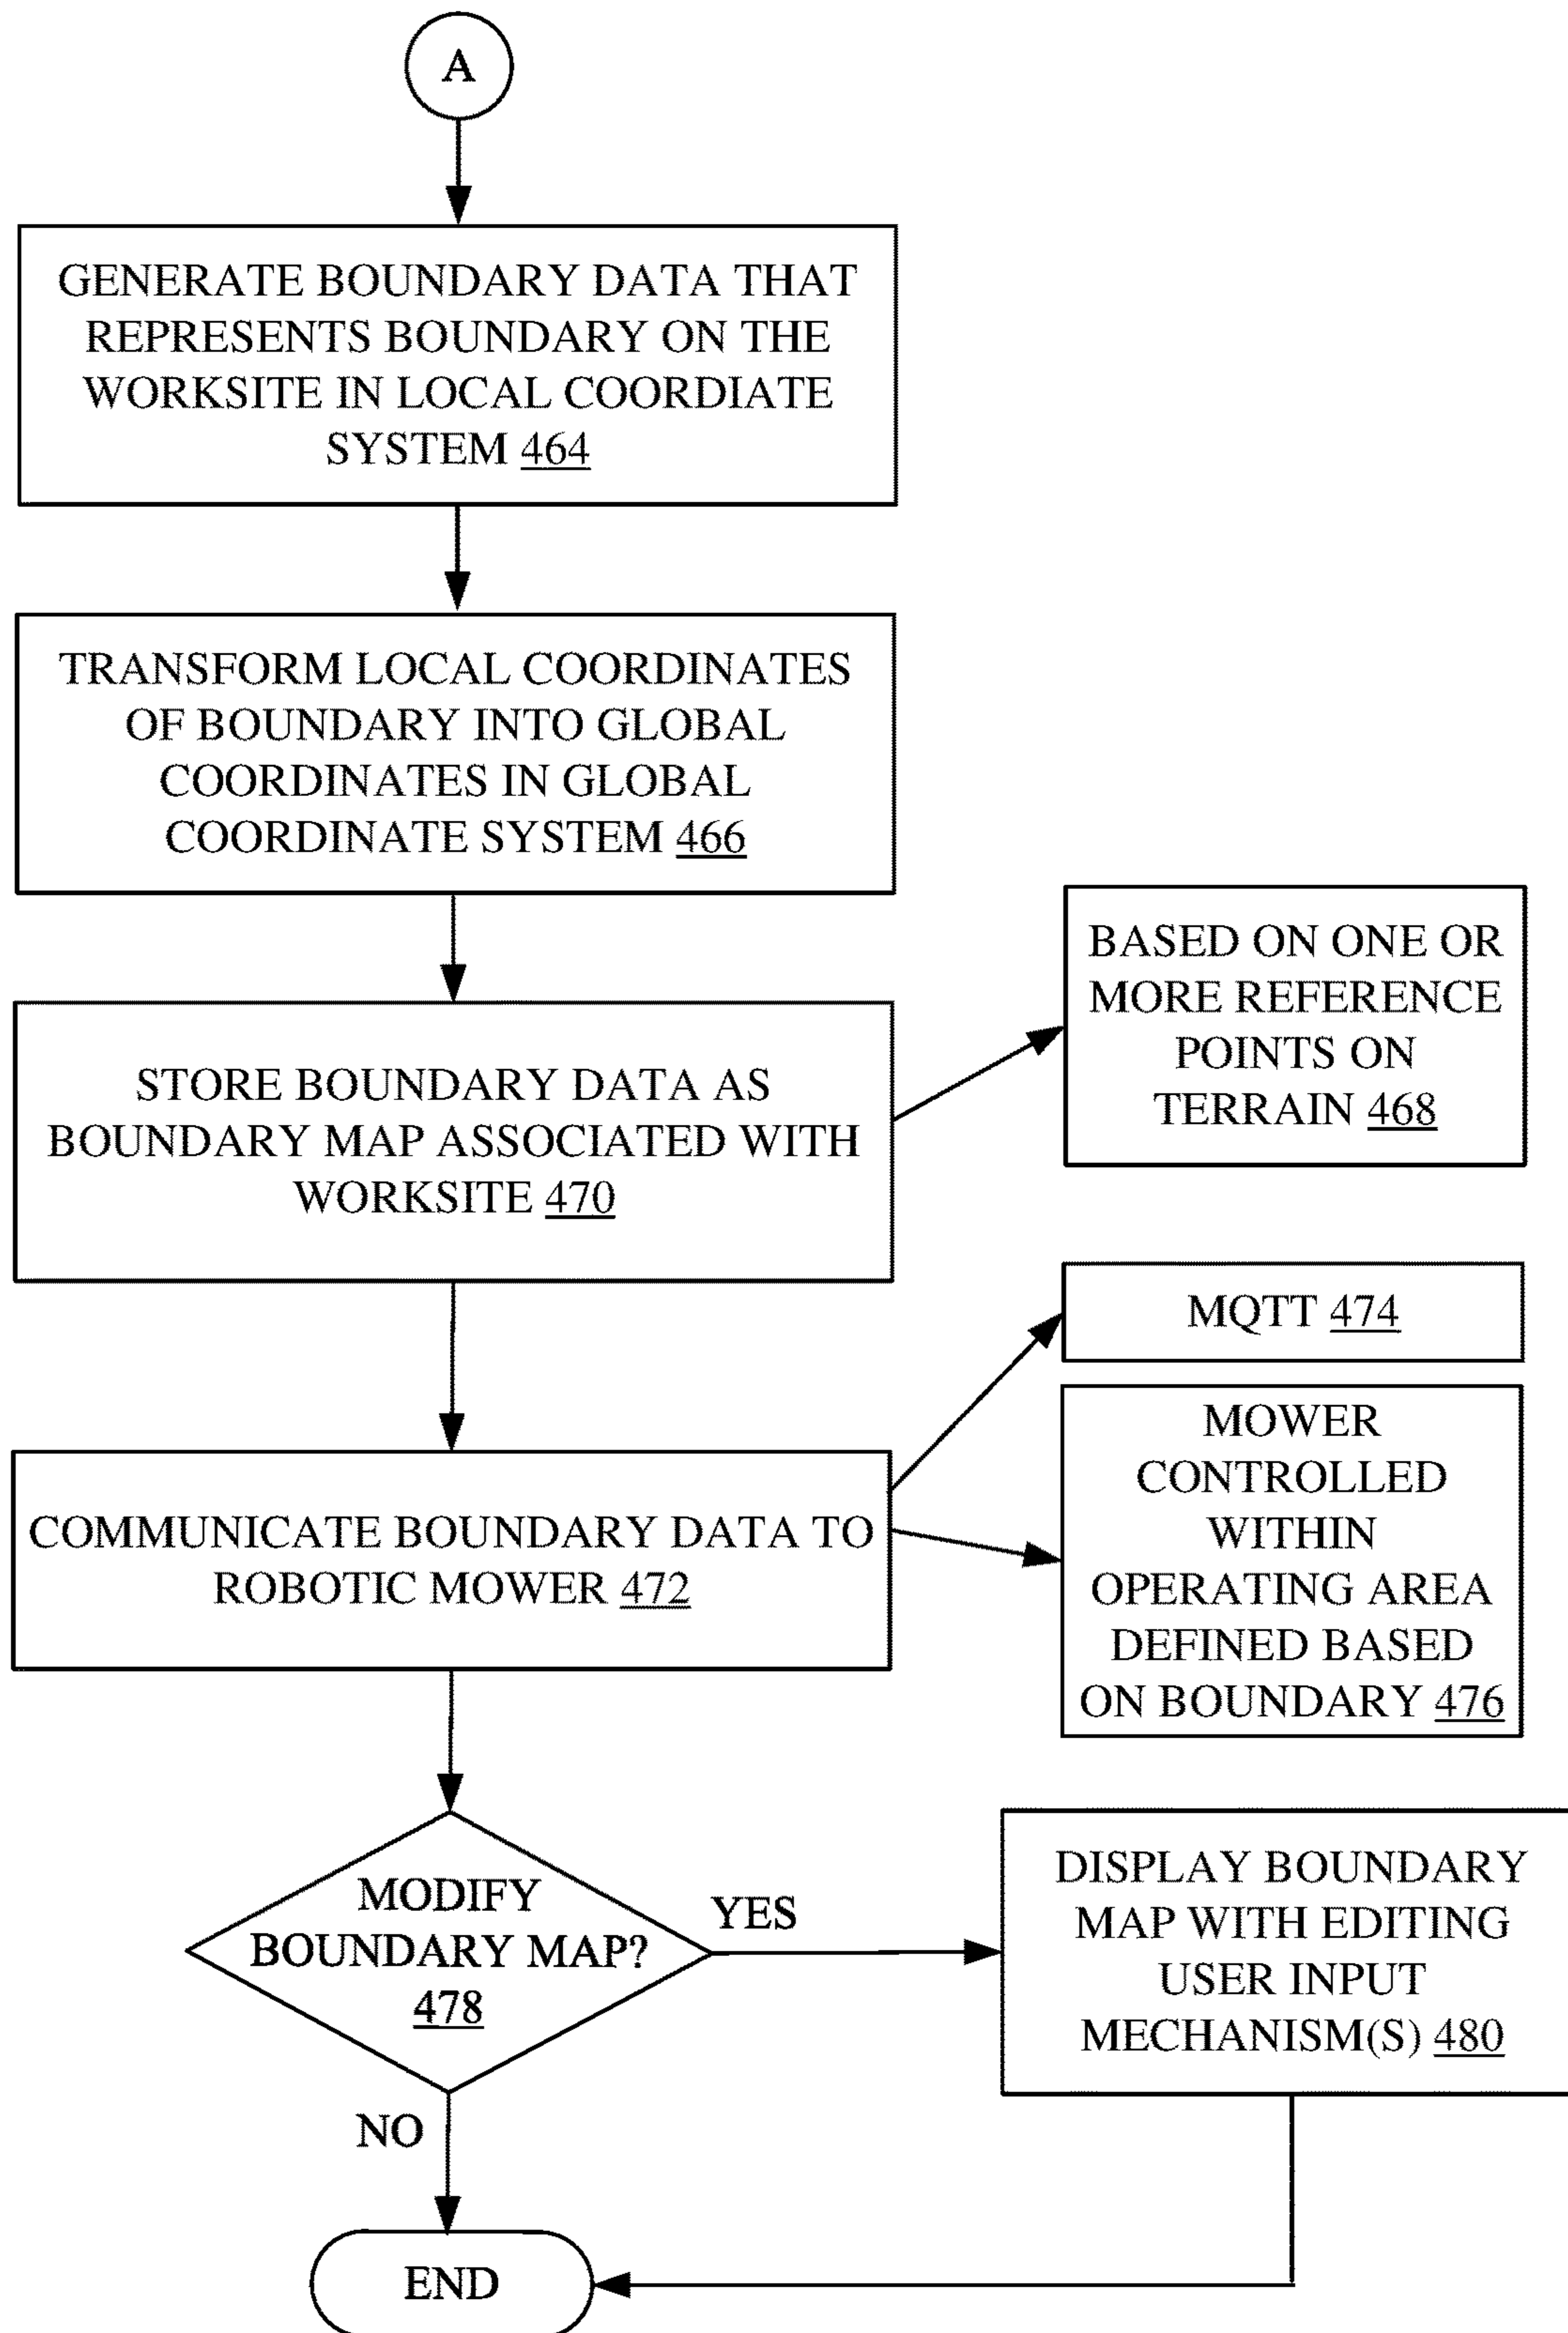 A
GENERATE BOUNDARY DATA THAT
REPRESENTS BOUNDARY ON THE
WORKSITE IN LOCAL COORDIATE
SYSTEM 464
TRANSFORM LOCAL COORDINATES
OF BOUNDARY INTO GLOBAL
COORDINATES IN GLOBAL
COORDINATE SYSTEM 466
BASED ON ONE OR
MORE REFERENCE
POINTS ON
TERRAIN 468
STORE BOUNDARY DATA AS
BOUNDARY MAP ASSOCIATED WITH
WORKSITE 470
MQTT 474
MOWER
CONTROLLED
WITHIN
OPERATING AREA
DEFINED BASED
ON BOUNDARY 476
COMMUNICATE BOUNDARY DATA TO
ROBOTIC MOWER 472
MODIFY
BOUNDARY MAP?
478
YES
DISPLAY BOUNDARY
MAP WITH EDITING
USER INPUT
MECHANISM(S) 480
NO
END